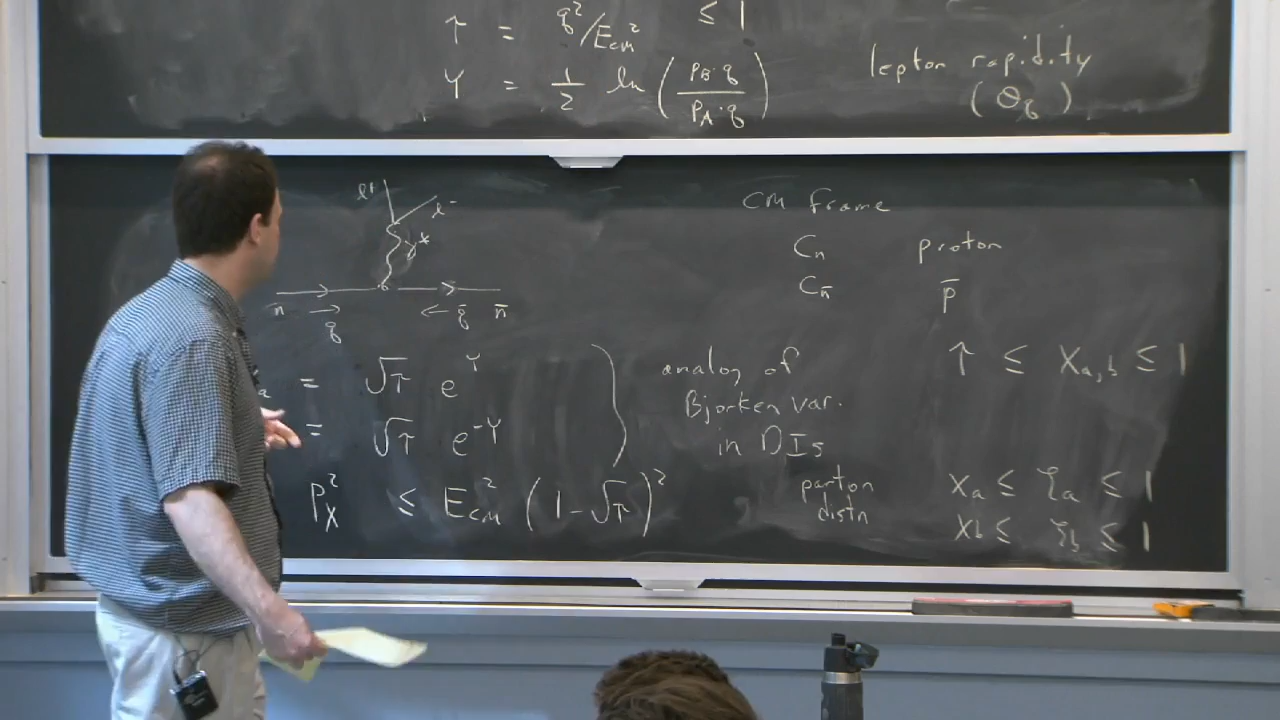 τ = q²/E_cm² ≤ 1
Y = 1/2 ln ( P_B·q / P_A·q )
lepton rapidity
(θ_q)
l⁺ l⁻
γ*
n q q̄ n̄
CM frame
C_n proton
C_n̄ p̄
a = √τ e^Y
= √τ e^-Y
analog of
Bjorken var.
in DIS
τ ≤ x_a,b ≤ 1
P_X² ≤ E_cm² (1-√τ)²
parton
distn
x_a ≤ ξ_a ≤ 1
x_b ≤ ξ_b ≤ 1